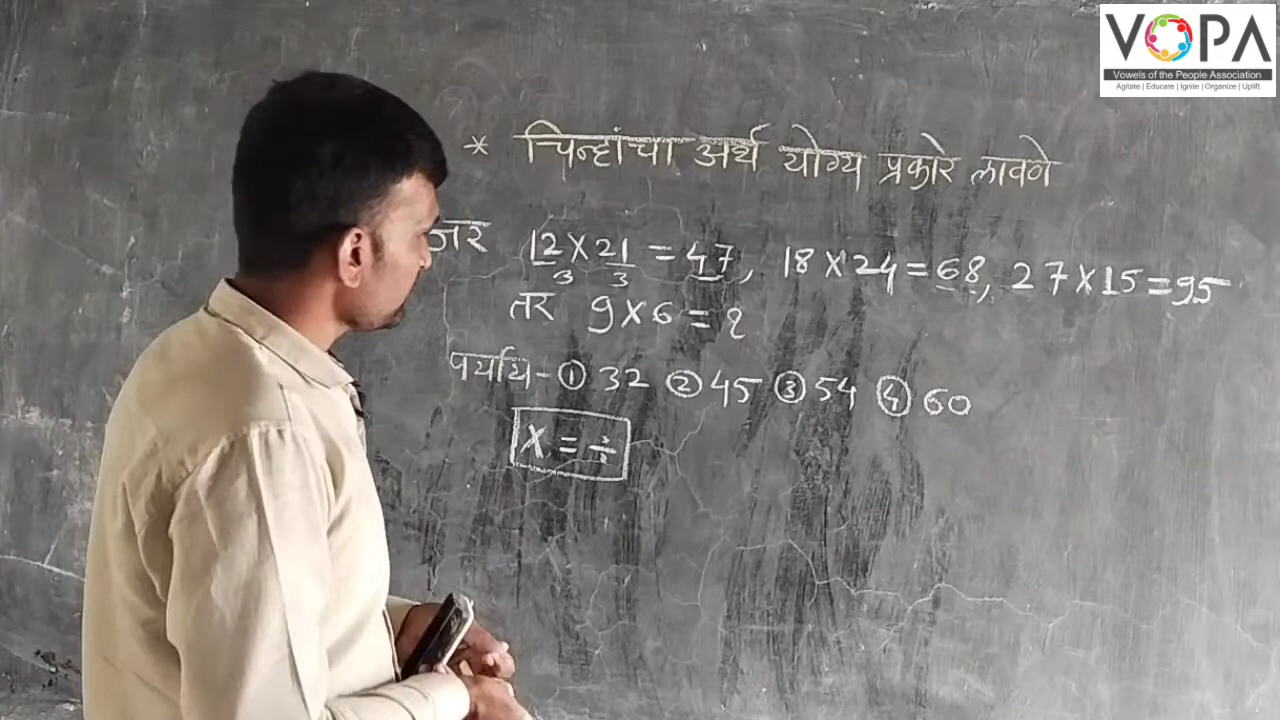 VOPA
Vowels of the People Association
Agitate | Educate | Ignite | Organize | Uplift
* चिन्हांचा अर्थ योग्य प्रकारे लावणे
जर 12 X 21 = 47, 18 X 24 = 68, 27 X 15 = 95
3 3
तर 9 X 6 = ?
पर्याय - ① 32 ② 45 ③ 54 ④ 60
X = ÷